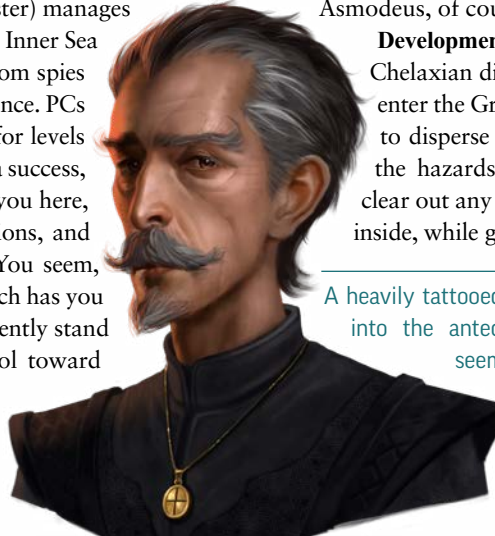 ster) manages
Inner Sea
om spies
nce. PCs
for levels
success,
you here,
ions, and
You seem,
ch has you
ently stand
ol toward
Asmodeus, of cou
Developmen
Chelaxian di
enter the Gr
to disperse
the hazards
clear out any
inside, while g
A heavily tattooed
into the anted
seem